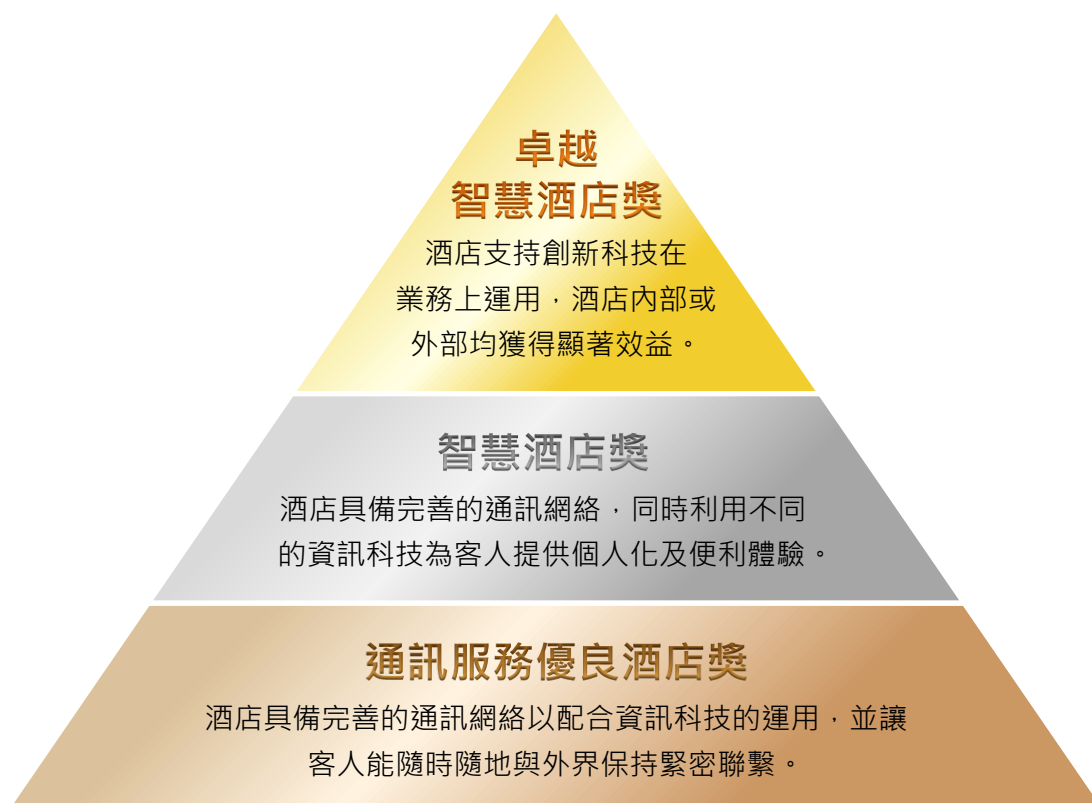 卓越
智慧酒店獎
酒店支持創新科技在
業務上運用，酒店內部或
外部均獲得顯著效益。
智慧酒店獎
酒店具備完善的通訊網絡，同時利用不同
的資訊科技為客人提供個人化及便利體驗。
通訊服務優良酒店獎
酒店具備完善的通訊網絡以配合資訊科技的運用，並讓
客人能隨時隨地與外界保持緊密聯繫。